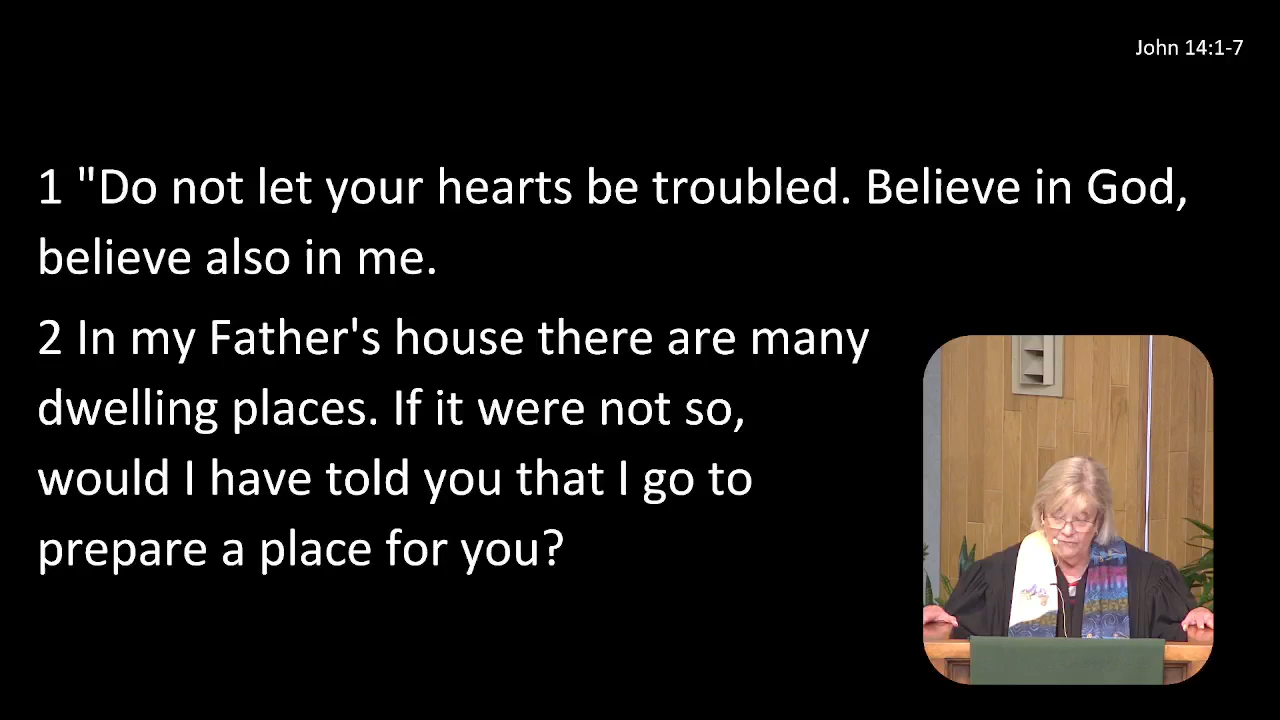 John 14:1-7
1 "Do not let your hearts be troubled. Believe in God,
believe also in me.
2 In my Father's house there are many
dwelling places. If it were not so,
would I have told you that I go to
prepare a place for you?